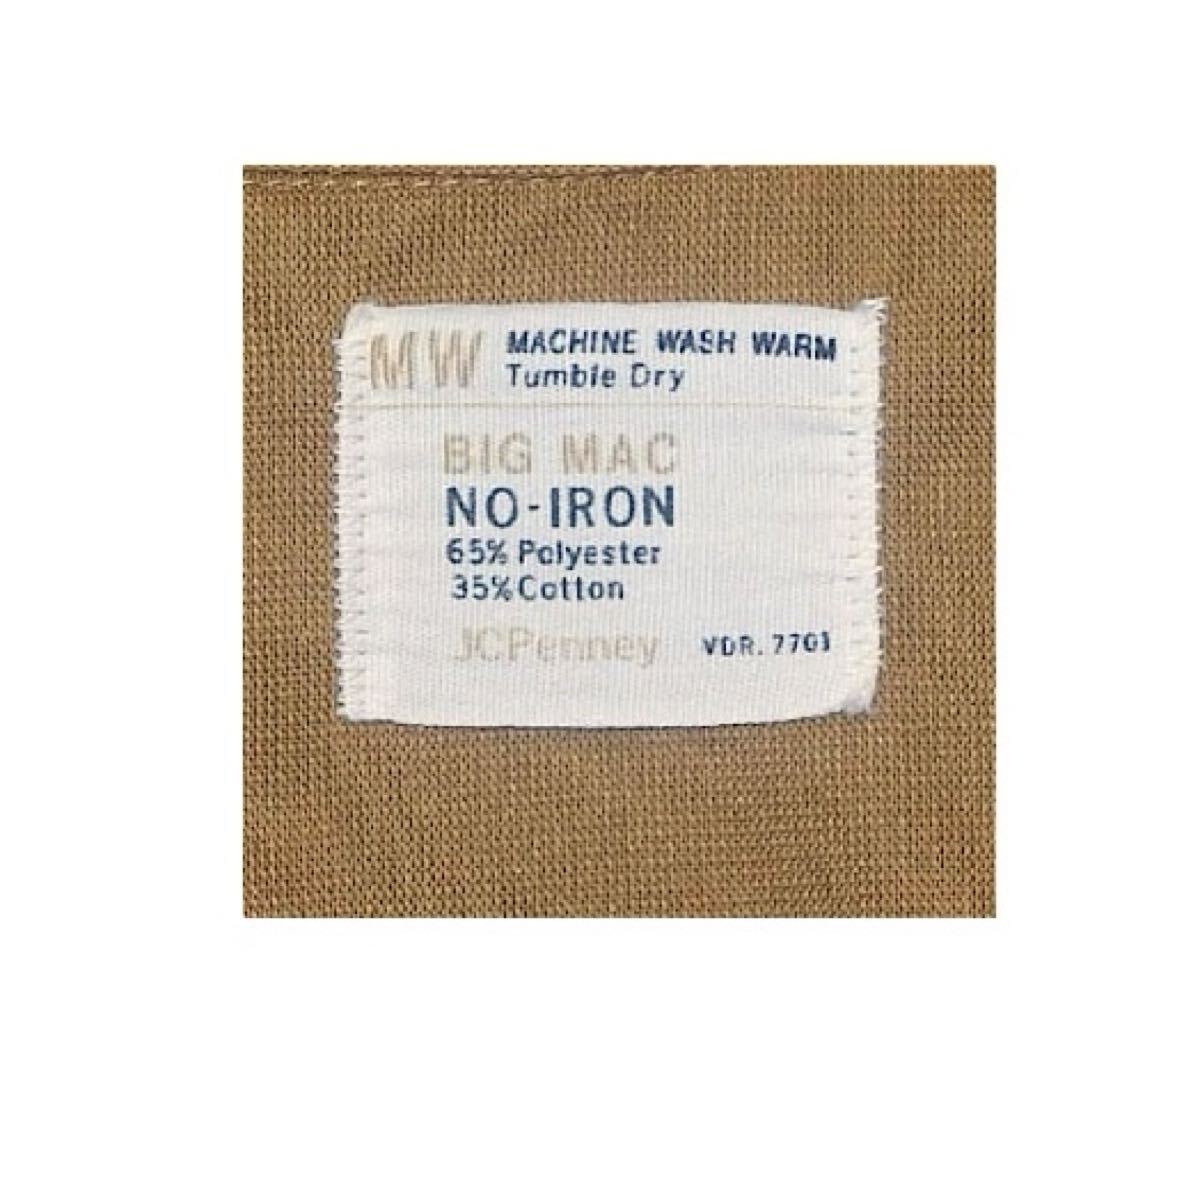 MW MACHINE WASH WARM
Tumble Dry
BIG MAC
NO-IRON
65% Polyester
35% Cotton
JCPenney VDR. 7701